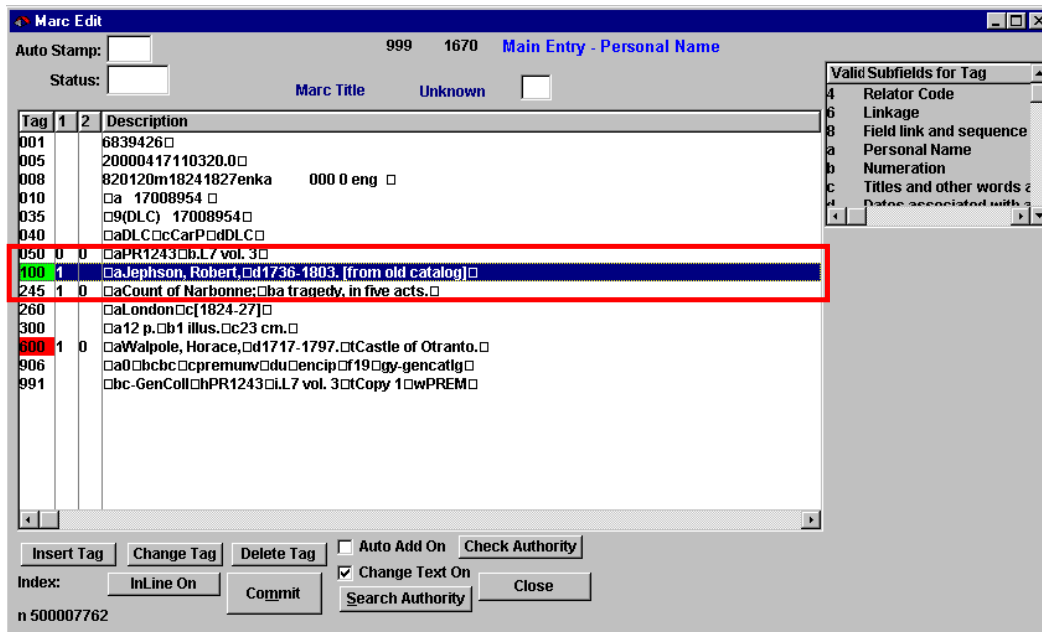 Marc Edit
Auto Stamp: 999 1670 Main Entry - Personal Name
Status: Marc Title Unknown
Valid Subfields for Tag
4 Relator Code
6 Linkage
8 Field link and sequence
a Personal Name
b Numeration
c Titles and other words a
d Dates associated with a
Tag 1 2 Description
001 6839426□
005 20000417110320.0□
008 820120m18241827enka 000 0 eng □
010 □a 17008954 □
035 □9(DLC) 17008954□
040 □aDLC□cCarP□dDLC□
050 0 0 □aPR1243□b.L7 vol. 3□
100 1 □aJephson, Robert,□d1736-1803. [from old catalog]□
245 1 0 □aCount of Narbonne;□ba tragedy, in five acts.□
260 □aLondon□c[1824-27]□
300 □a12 p.□b1 illus.□c23 cm.□
600 1 0 □aWalpole, Horace,□d1717-1797.□tCastle of Otranto.□
906 □a0□bcbc□cpremunv□du□encip□f19□gy-gencatlg□
991 □bc-GenColl□hPR1243□i.L7 vol. 3□tCopy 1□wPREM□
Insert Tag Change Tag Delete Tag Auto Add On Check Authority
Change Text On
Index: InLine On Commit Search Authority Close
n 500007762